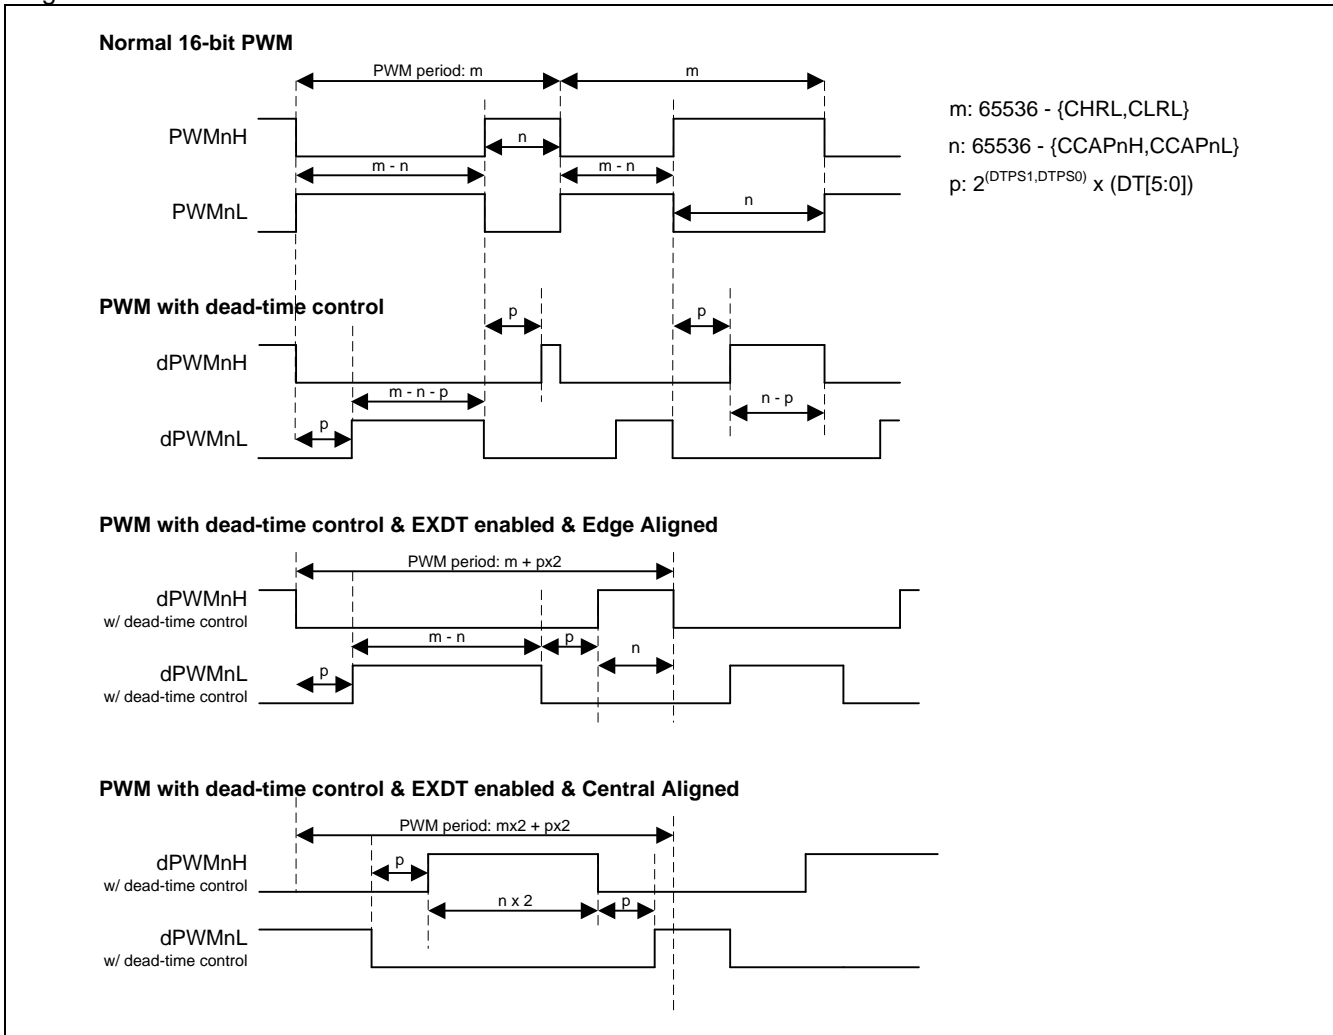 Normal 16-bit PWM
PWM period: m
m
m: 65536 - {CHRL,CLRL}
PWMnH
n
n: 65536 - {CCAPnH,CCAPnL}
m - n
m - n
p: 2^(DTPS1,DTPS0) x (DT[5:0])
PWMnL
n
PWM with dead-time control
p
p
dPWMnH
m - n - p
n - p
p
dPWMnL
PWM with dead-time control & EXDT enabled & Edge Aligned
PWM period: m + px2
dPWMnH
w/ dead-time control
m - n
p
n
p
dPWMnL
w/ dead-time control
PWM with dead-time control & EXDT enabled & Central Aligned
PWM period: mx2 + px2
p
dPWMnH
w/ dead-time control
n x 2
p
dPWMnL
w/ dead-time control